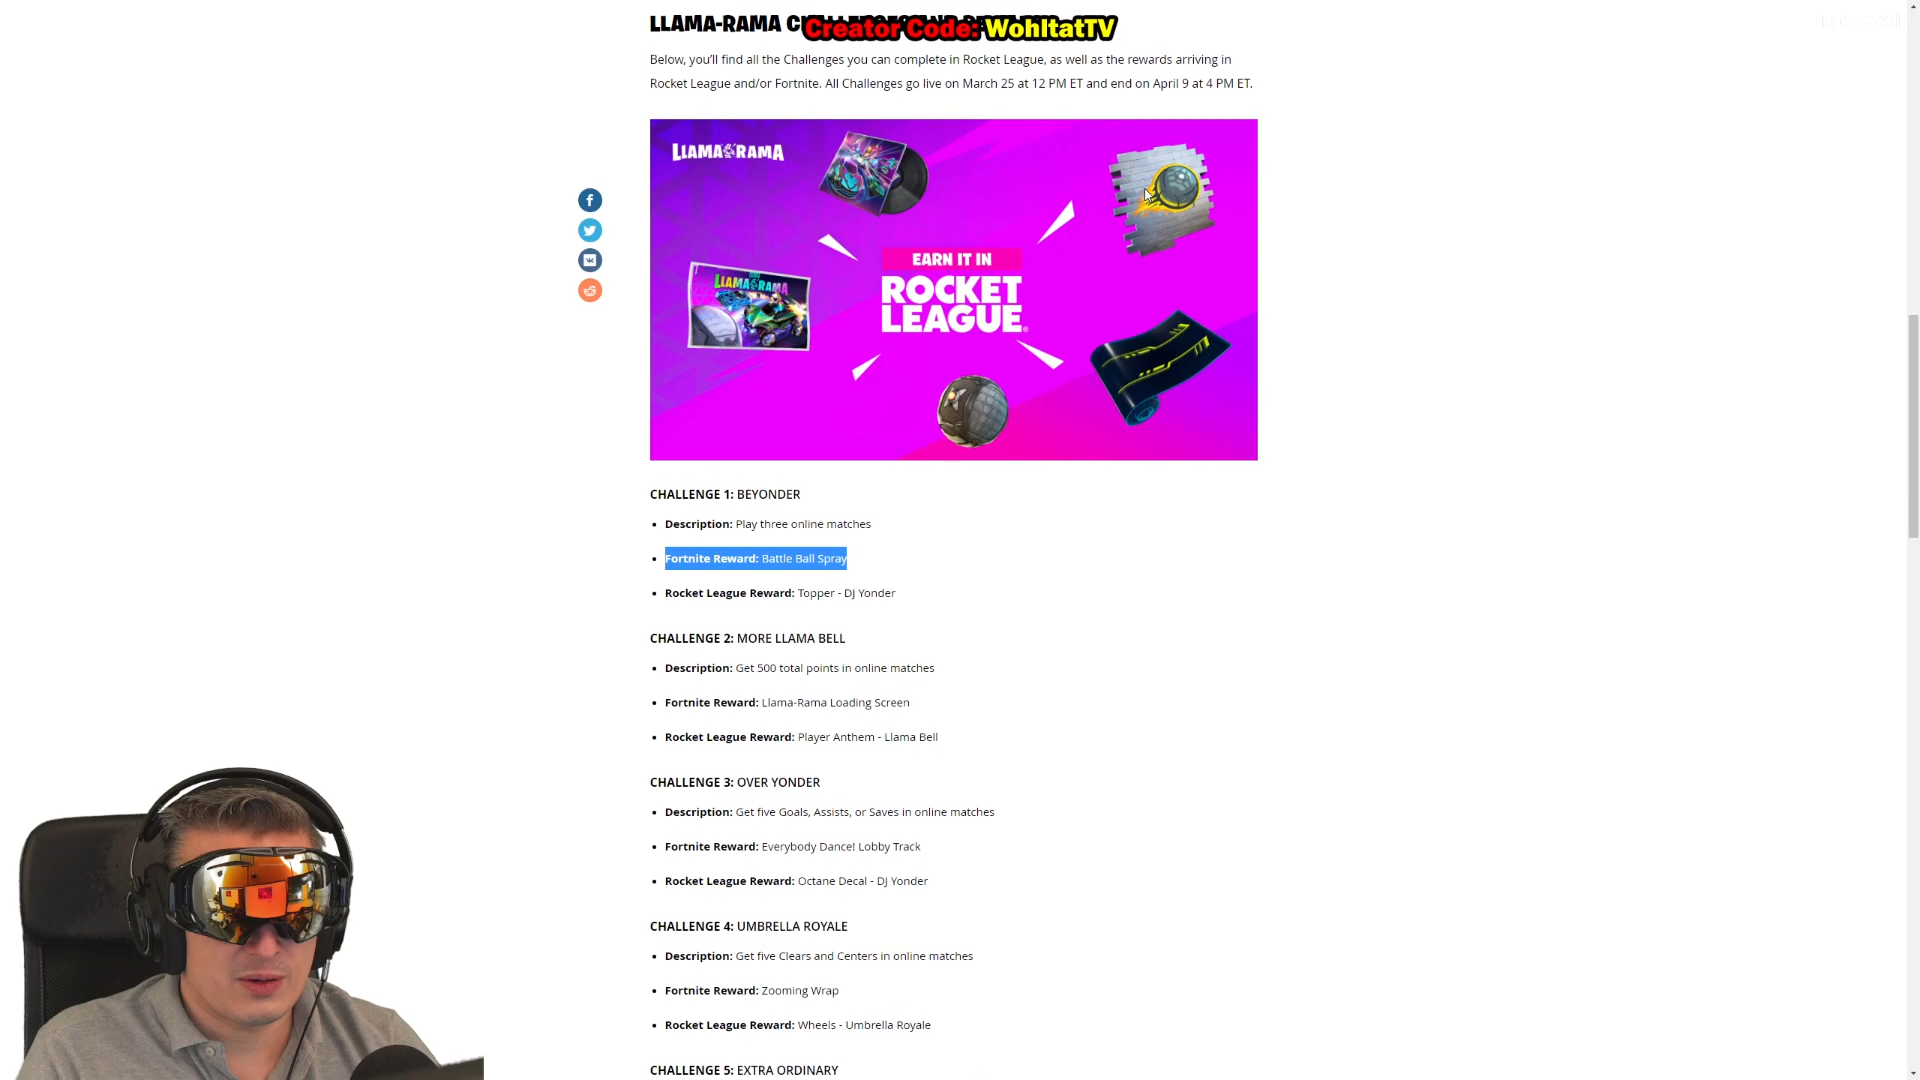 LLAMA-RAMA C
Creator Code: WohltatTV
Below, you'll find all the Challenges you can complete in Rocket League, as well as the rewards arriving in
Rocket League and/or Fortnite. All Challenges go live on March 25 at 12 PM ET and end on April 9 at 4 PM ET.
LLAMA RAMA
LLAMA RAMA
EARN IT IN
ROCKET
LEAGUE
CHALLENGE 1: BEYONDER
• Description: Play three online matches
• Fortnite Reward: Battle Ball Spray
• Rocket League Reward: Topper - DJ Yonder
CHALLENGE 2: MORE LLAMA BELL
• Description: Get 500 total points in online matches
• Fortnite Reward: Llama-Rama Loading Screen
• Rocket League Reward: Player Anthem - Llama Bell
CHALLENGE 3: OVER YONDER
• Description: Get five Goals, Assists, or Saves in online matches
• Fortnite Reward: Everybody Dance! Lobby Track
• Rocket League Reward: Octane Decal - DJ Yonder
CHALLENGE 4: UMBRELLA ROYALE
• Description: Get five Clears and Centers in online matches
• Fortnite Reward: Zooming Wrap
• Rocket League Reward: Wheels - Umbrella Royale
CHALLENGE 5: EXTRA ORDINARY